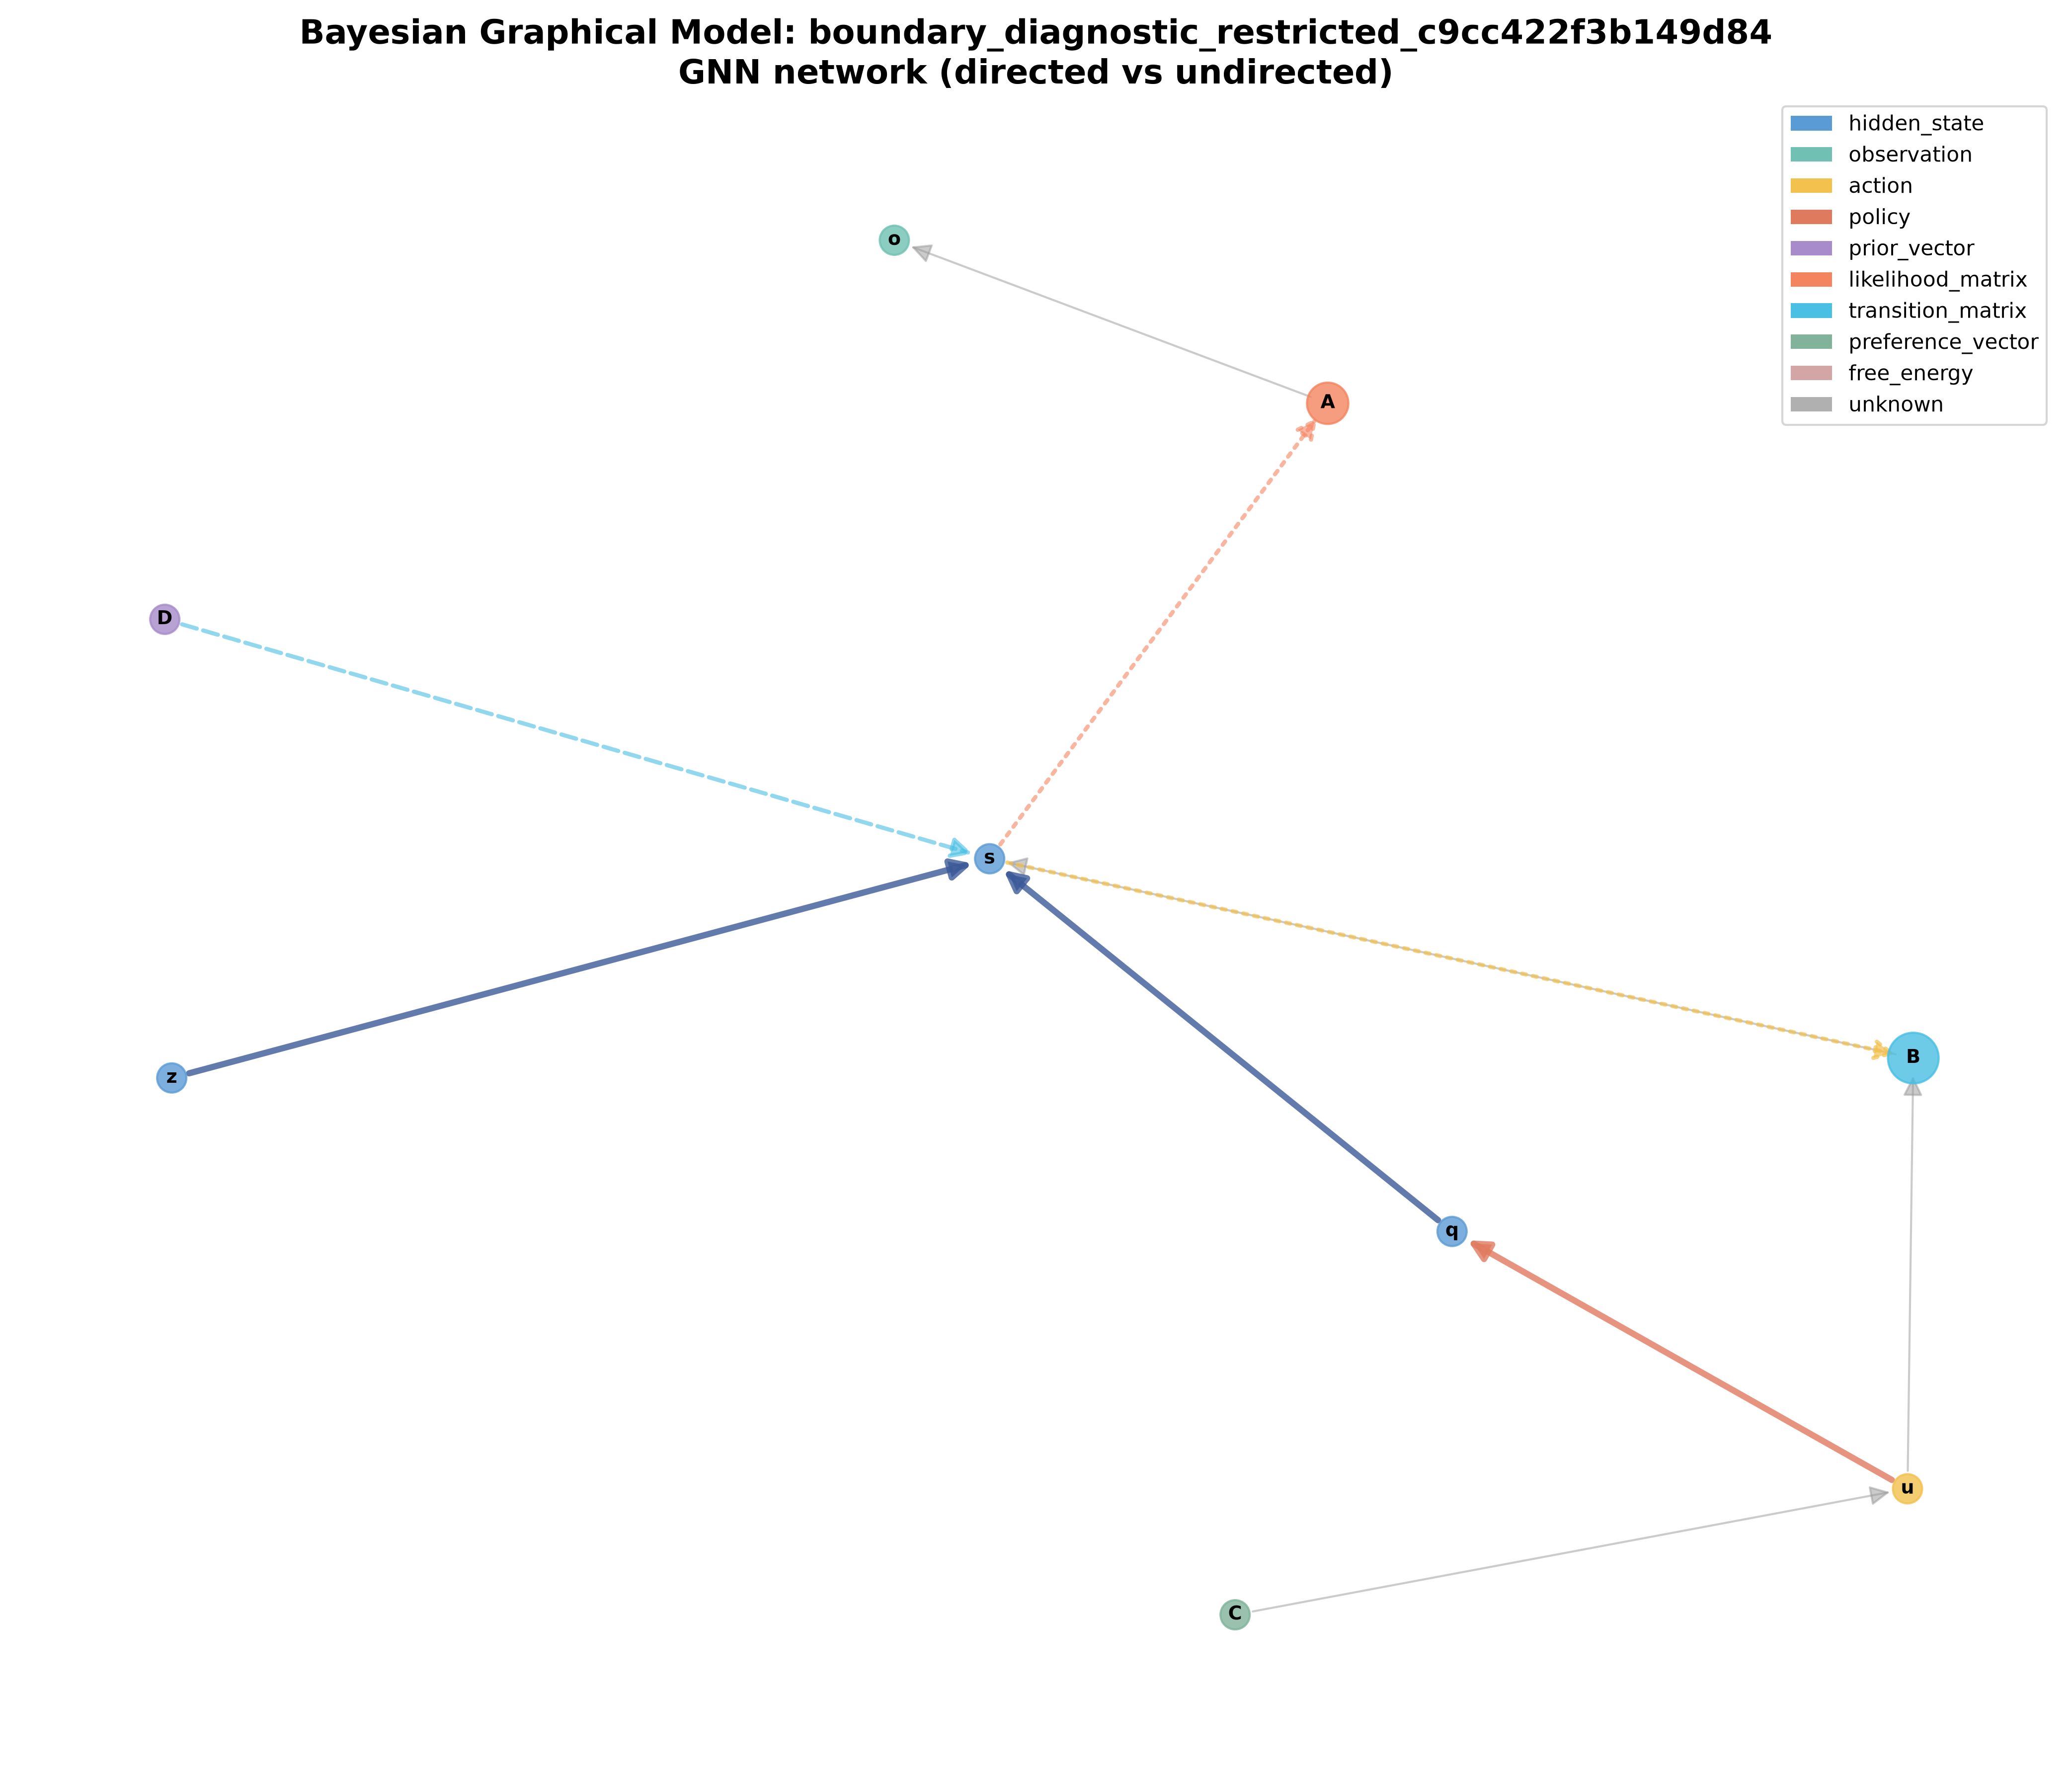 Bayesian Graphical Model: boundary_diagnostic_restricted_c9cc422f3b149d84
GNN network (directed vs undirected)
hidden_state
observation
action
policy
prior_vector
likelihood_matrix
transition_matrix
preference_vector
free_energy
unknown
o
A
D
s
B
z
q
u
C